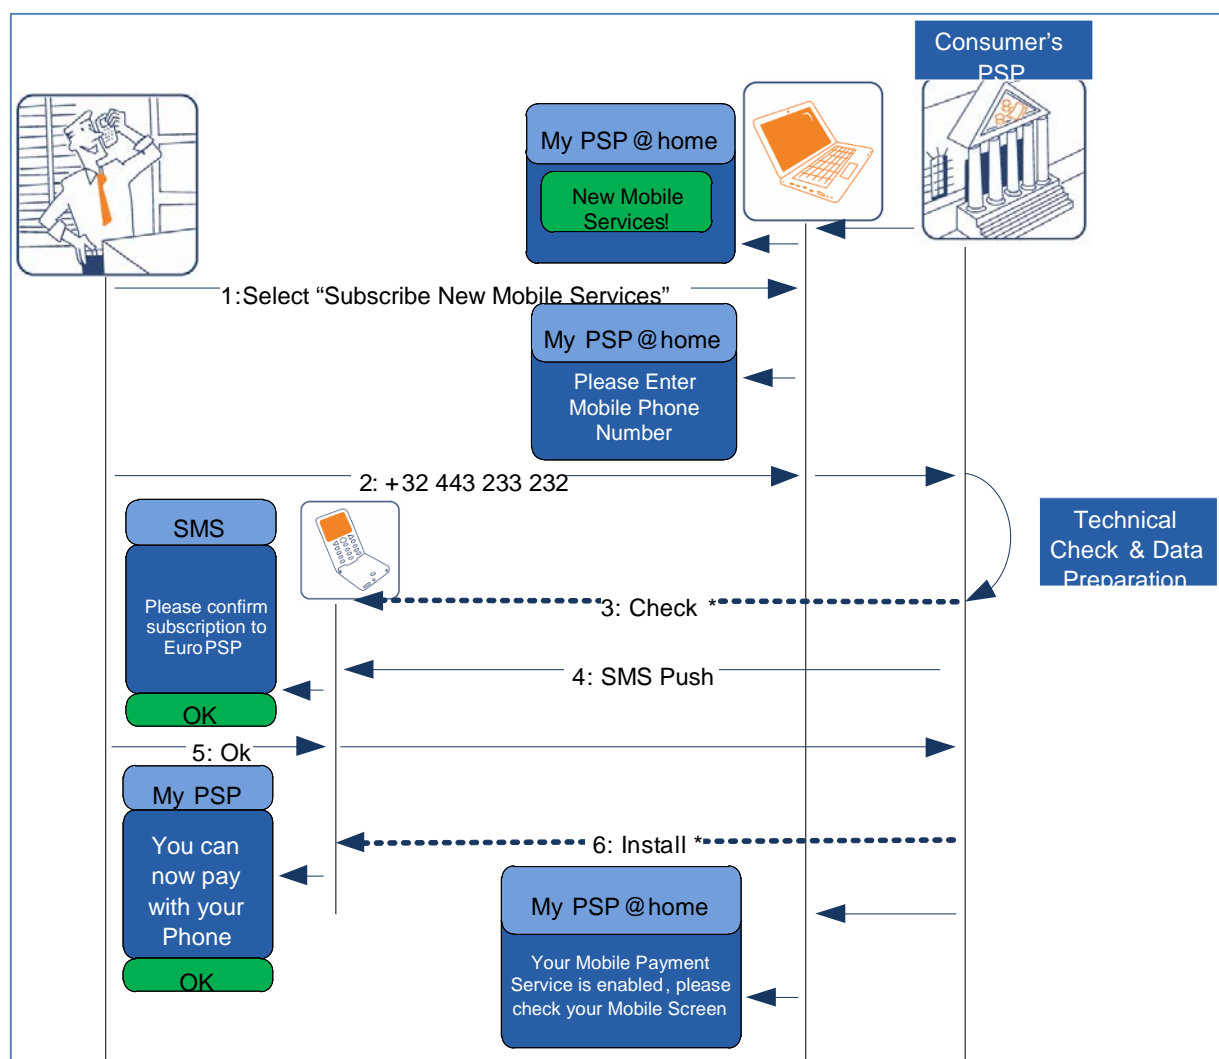 Consumer's
PSP
My PSP@home
New Mobile
Services!
1:Select “Subscribe New Mobile Services”
My PSP@home
Please Enter
Mobile Phone
Number
2: +32 443 233 232
SMS
Please confirm
subscription to
EuroPSP
OK
Technical
Check & Data
Preparation
3: Check *
4: SMS Push
5: Ok
My PSP
You can
now pay
with your
Phone
OK
6: Install *
My PSP@home
Your Mobile Payment
Service is enabled, please
check your Mobile Screen